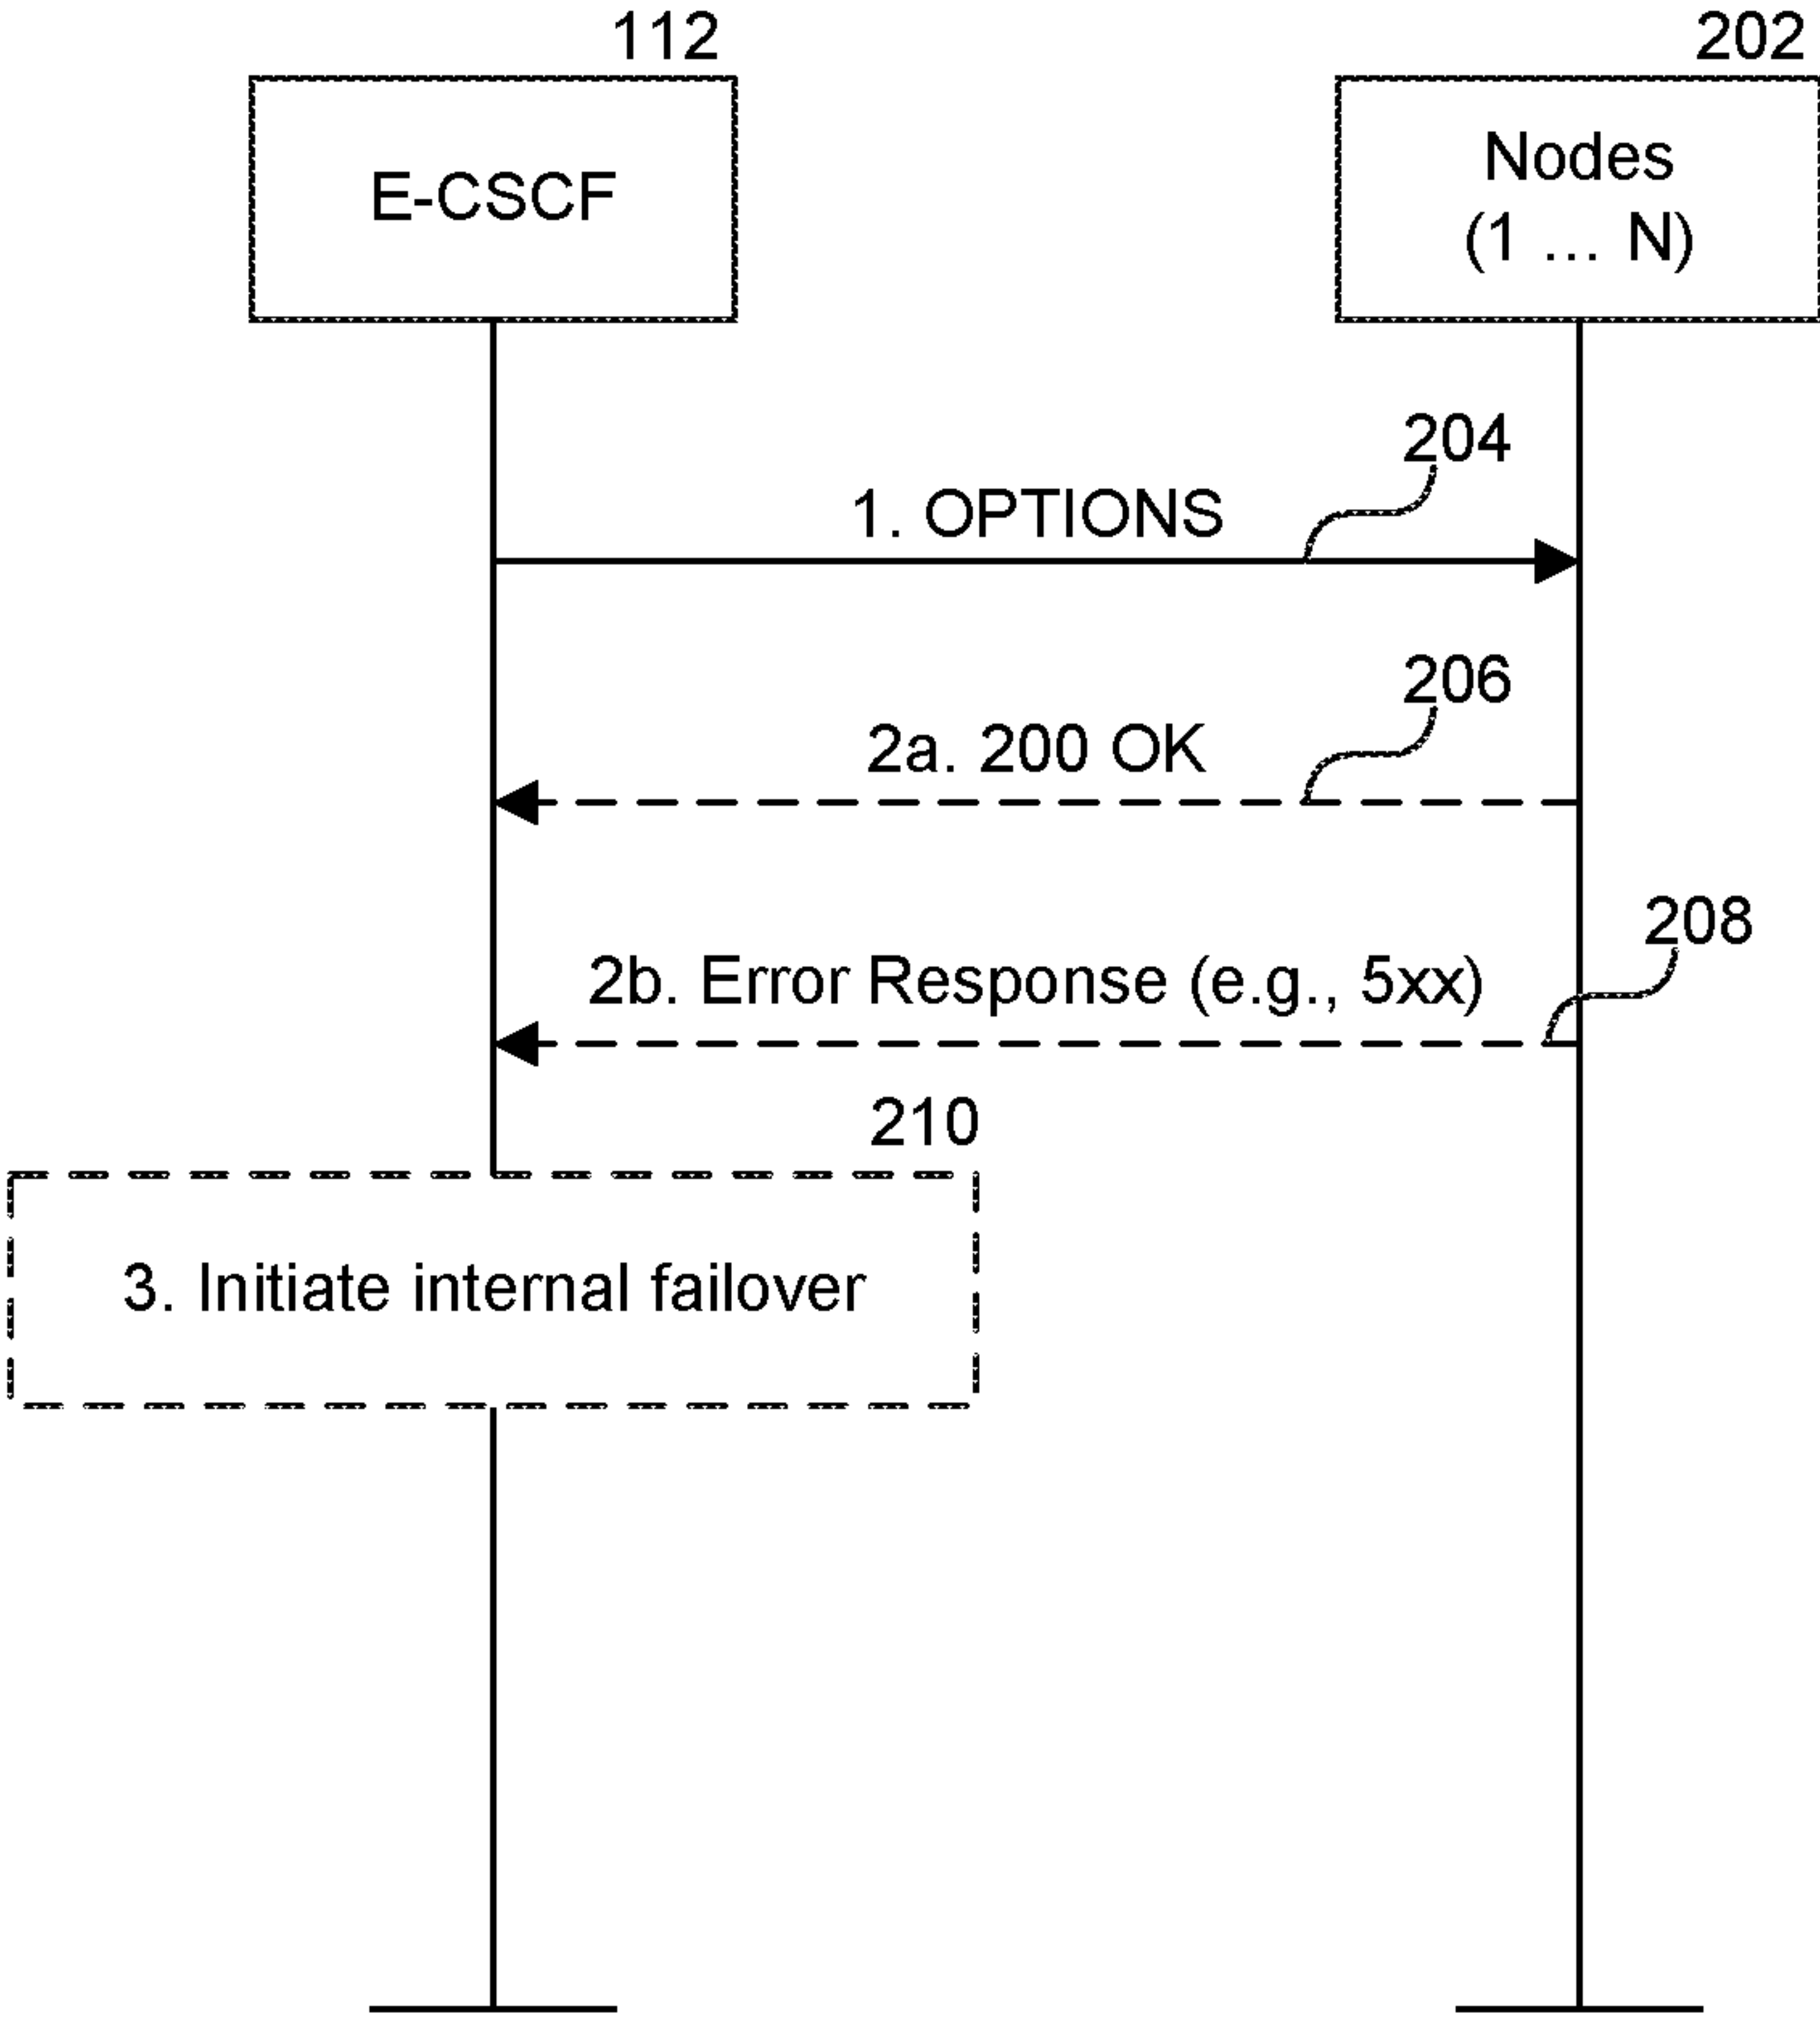 112
202
E-CSCF
Nodes
(1 ... N)
204
1. OPTIONS
206
2a. 200 OK
208
2b. Error Response (e.g., 5xx)
210
3. Initiate internal failover